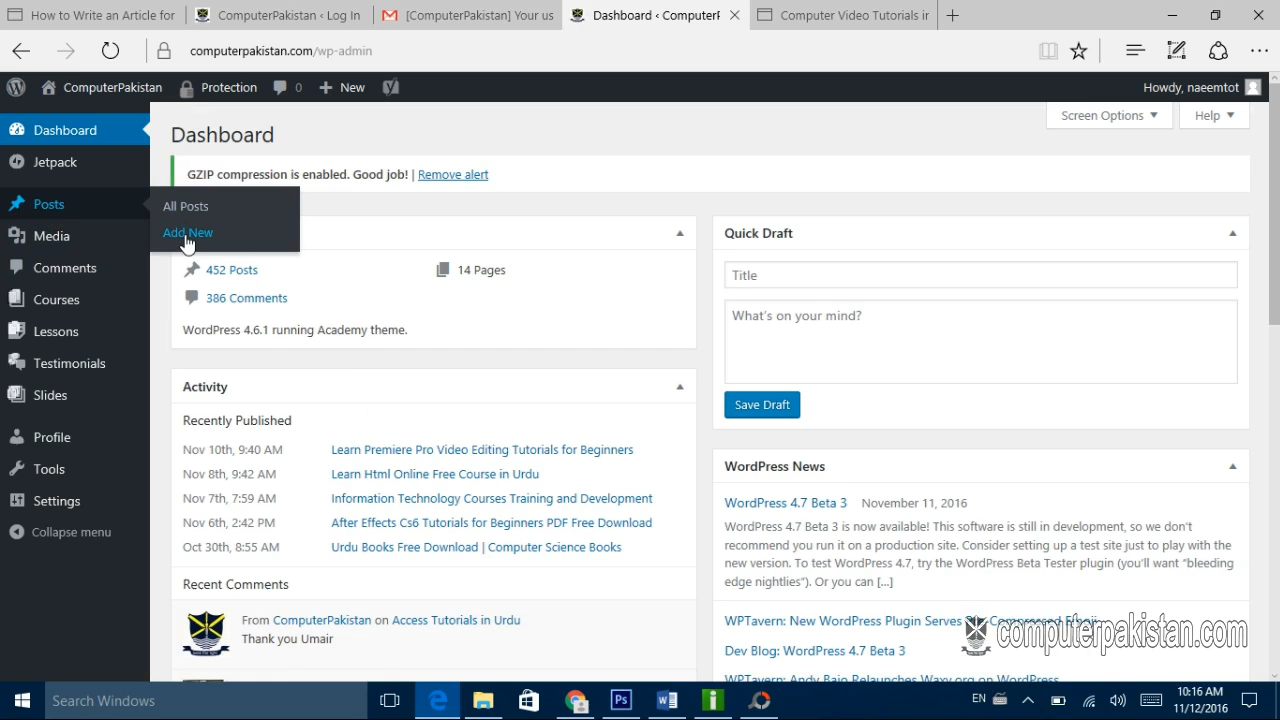 How to Write an Article for
ComputerPakistan ‹ Log In
[ComputerPakistan] Your us
Dashboard ‹ ComputerP
Computer Video Tutorials in
computerpakistan.com/wp-admin
ComputerPakistan
Protection
0
New
Howdy, naeemtot
Dashboard
Jetpack
Posts
Media
Comments
Courses
Lessons
Testimonials
Slides
Profile
Tools
Settings
Collapse menu
All Posts
Add New
Screen Options
Help
Dashboard
GZIP compression is enabled. Good job! | Remove alert
452 Posts
14 Pages
386 Comments
WordPress 4.6.1 running Academy theme.
Activity
Recently Published
Nov 10th, 9:40 AM Learn Premiere Pro Video Editing Tutorials for Beginners
Nov 8th, 9:42 AM Learn Html Online Free Course in Urdu
Nov 7th, 7:59 AM Information Technology Courses Training and Development
Nov 6th, 2:42 PM After Effects Cs6 Tutorials for Beginners PDF Free Download
Oct 30th, 8:55 AM Urdu Books Free Download | Computer Science Books
Recent Comments
From ComputerPakistan on Access Tutorials in Urdu
Thank you Umair
Quick Draft
Title
What's on your mind?
Save Draft
WordPress News
WordPress 4.7 Beta 3 November 11, 2016
WordPress 4.7 Beta 3 is now available! This software is still in development, so we don't
recommend you run it on a production site. Consider setting up a test site just to play with the
new version. To test WordPress 4.7, try the WordPress Beta Tester plugin (you'll want "bleeding
edge nightlies"). Or you can [...]
WPTavern: New WordPress Plugin Serves
computerpakistan.com
Dev Blog: WordPress 4.7 Beta 3
WPTavern: Andy Baio Relaunches Waxy.org on WordPress
Search Windows
EN
10:16 AM
11/12/2016